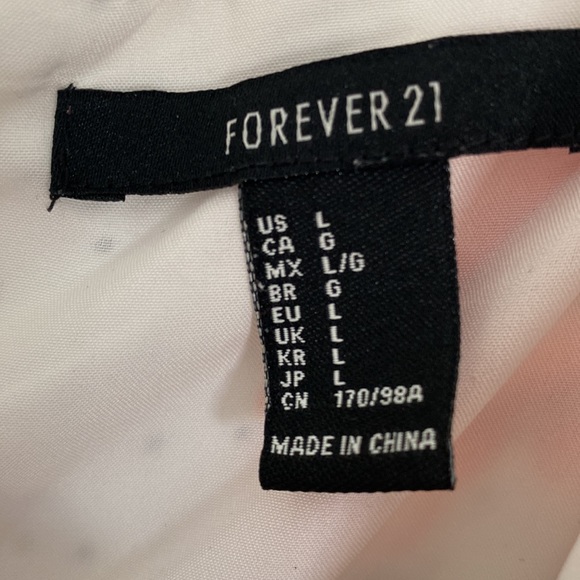 FOREVER 21
US L
CA G
MX L/G
BR G
EU L
UK L
KR L
JP L
CN 170/98A
MADE IN CHINA